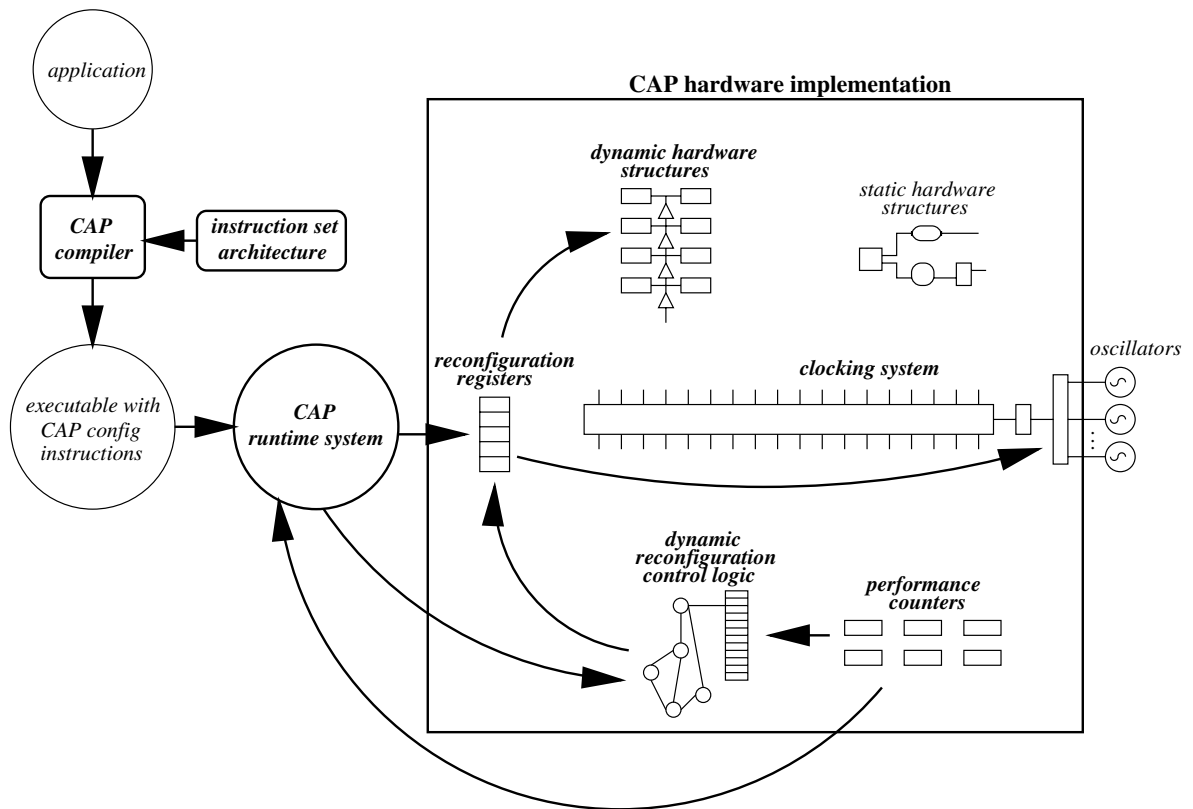 application
CAP hardware implementation
dynamic hardware
structures
static hardware
structures
CAP
compiler
instruction set
architecture
reconfiguration
registers
clocking system
oscillators
executable with
CAP config
instructions
CAP
runtime system
dynamic
reconfiguration
control logic
performance
counters